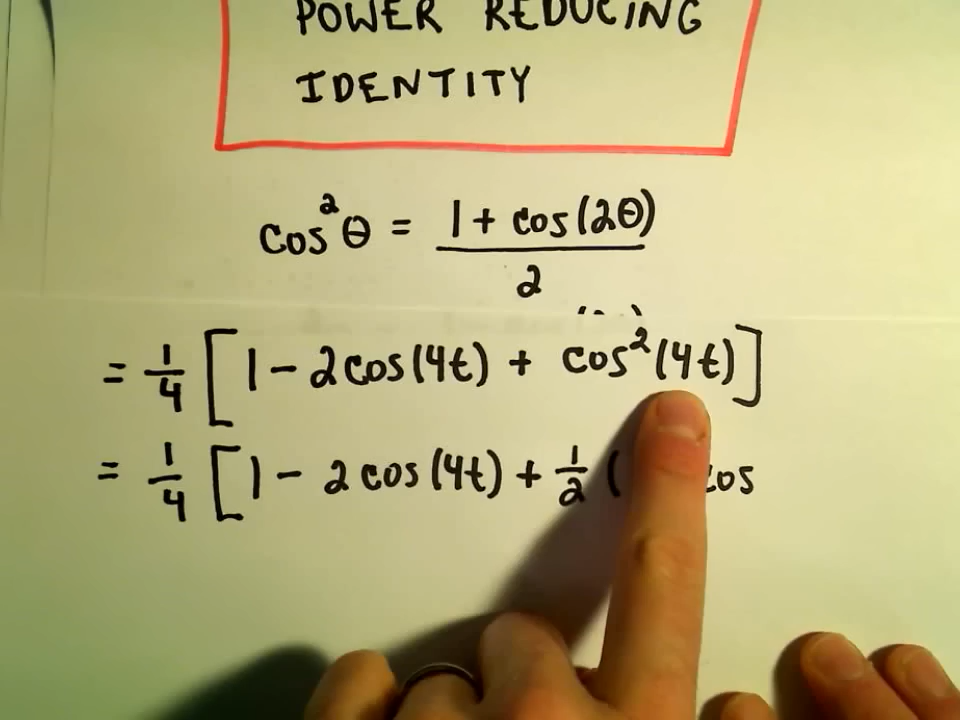 POWER REDUCING
IDENTITY
cos²θ = 1 + cos(2θ) / 2
= 1/4 [1 - 2cos(4t) + cos²(4t)]
= 1/4 [1 - 2cos(4t) + 1/2 ( cos